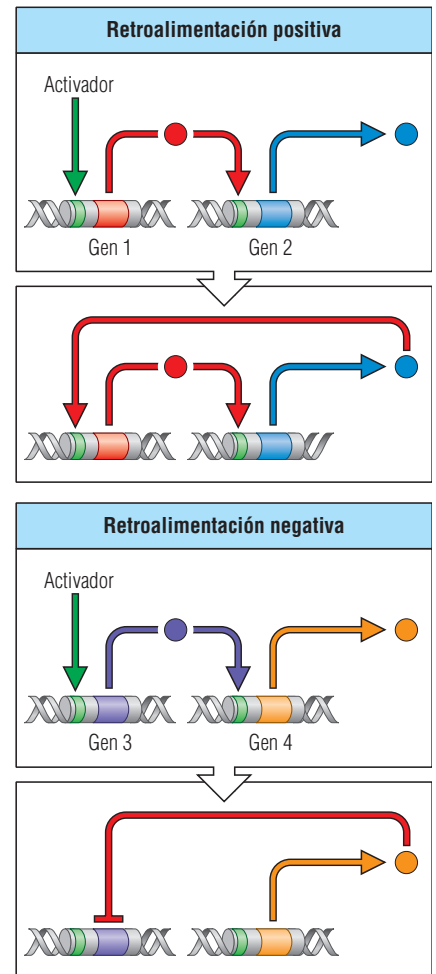 Retroalimentación positiva
Activador
Gen 1
Gen 2
Retroalimentación negativa
Activador
Gen 3
Gen 4